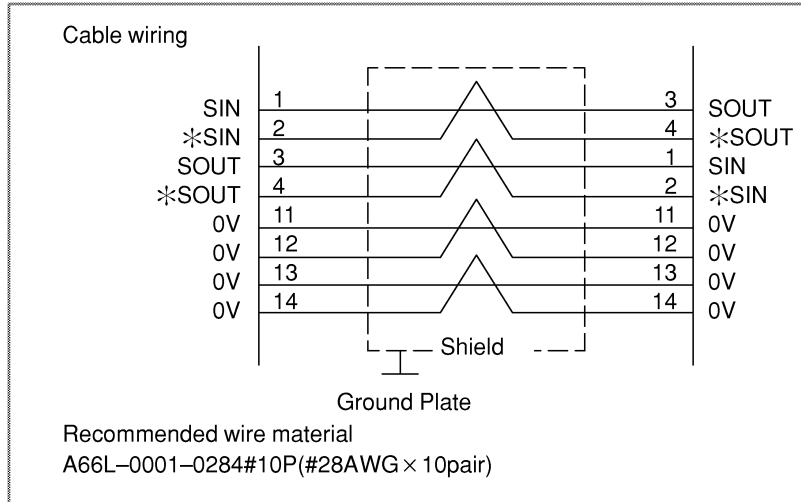 Cable wiring
SIN 1 3 SOUT
✳SIN 2 4 ✳SOUT
SOUT 3 1 SIN
✳SOUT 4 2 ✳SIN
0V 11 11 0V
0V 12 12 0V
0V 13 13 0V
0V 14 14 0V
Shield
Ground Plate
Recommended wire material
A66L–0001–0284#10P(#28AWG×10pair)